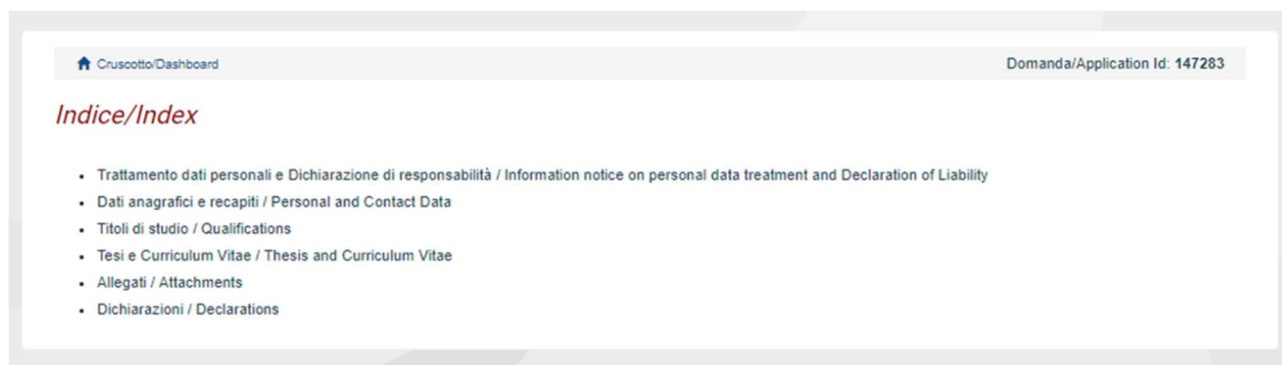 Cruscotto/Dashboard
Domanda/Application Id: 147283
Indice/Index
Trattamento dati personali e Dichiarazione di responsabilità / Information notice on personal data treatment and Declaration of Liability
Dati anagrafici e recapiti / Personal and Contact Data
Titoli di studio / Qualifications
Tesi e Curriculum Vitae / Thesis and Curriculum Vitae
Allegati / Attachments
Dichiarazioni / Declarations